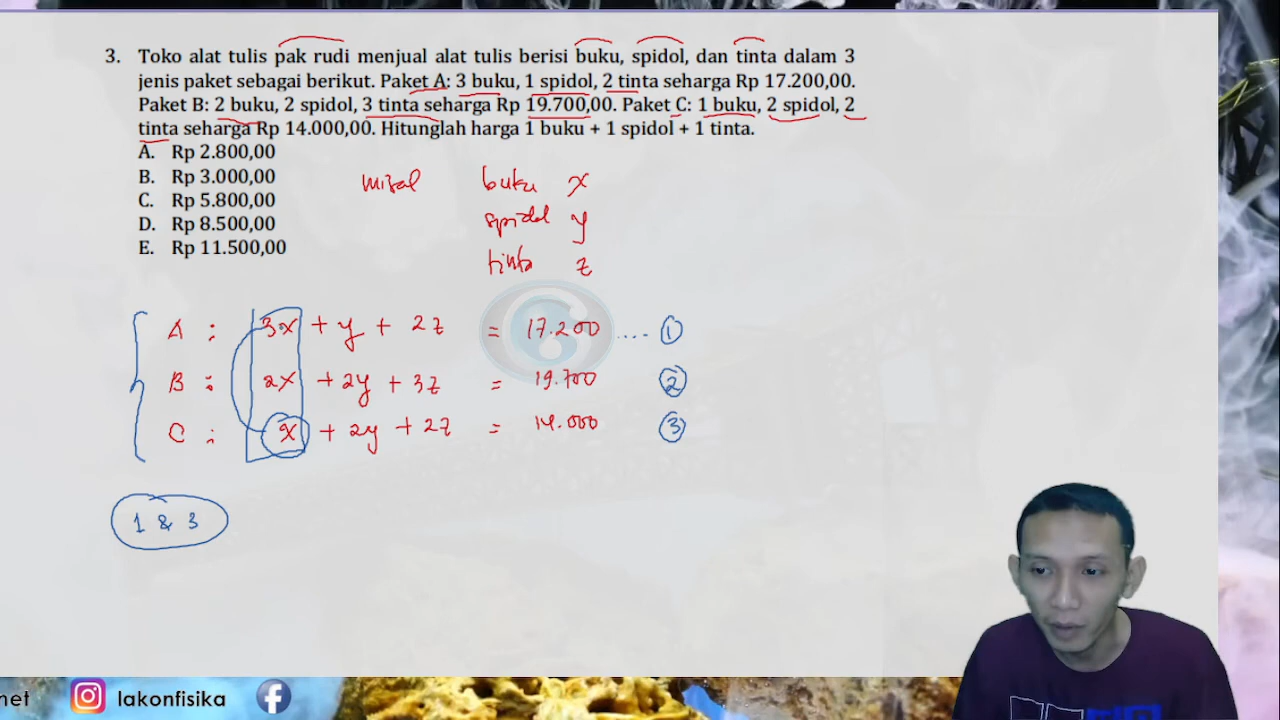 3. Toko alat tulis pak rudi menjual alat tulis berisi buku, spidol, dan tinta dalam 3
jenis paket sebagai berikut. Paket A: 3 buku, 1 spidol, 2 tinta seharga Rp 17.200,00.
Paket B: 2 buku, 2 spidol, 3 tinta seharga Rp 19.700,00. Paket C: 1 buku, 2 spidol, 2
tinta seharga Rp 14.000,00. Hitunglah harga 1 buku + 1 spidol + 1 tinta.
A. Rp 2.800,00
B. Rp 3.000,00
C. Rp 5.800,00
D. Rp 8.500,00
E. Rp 11.500,00
misal buku x
spidol y
tinta z
A : 3x + y + 2z = 17.200 .... 1
B : 2x + 2y + 3z = 19.700 2
C : x + 2y + 2z = 14.000 3
1 & 3
net lakonfisika